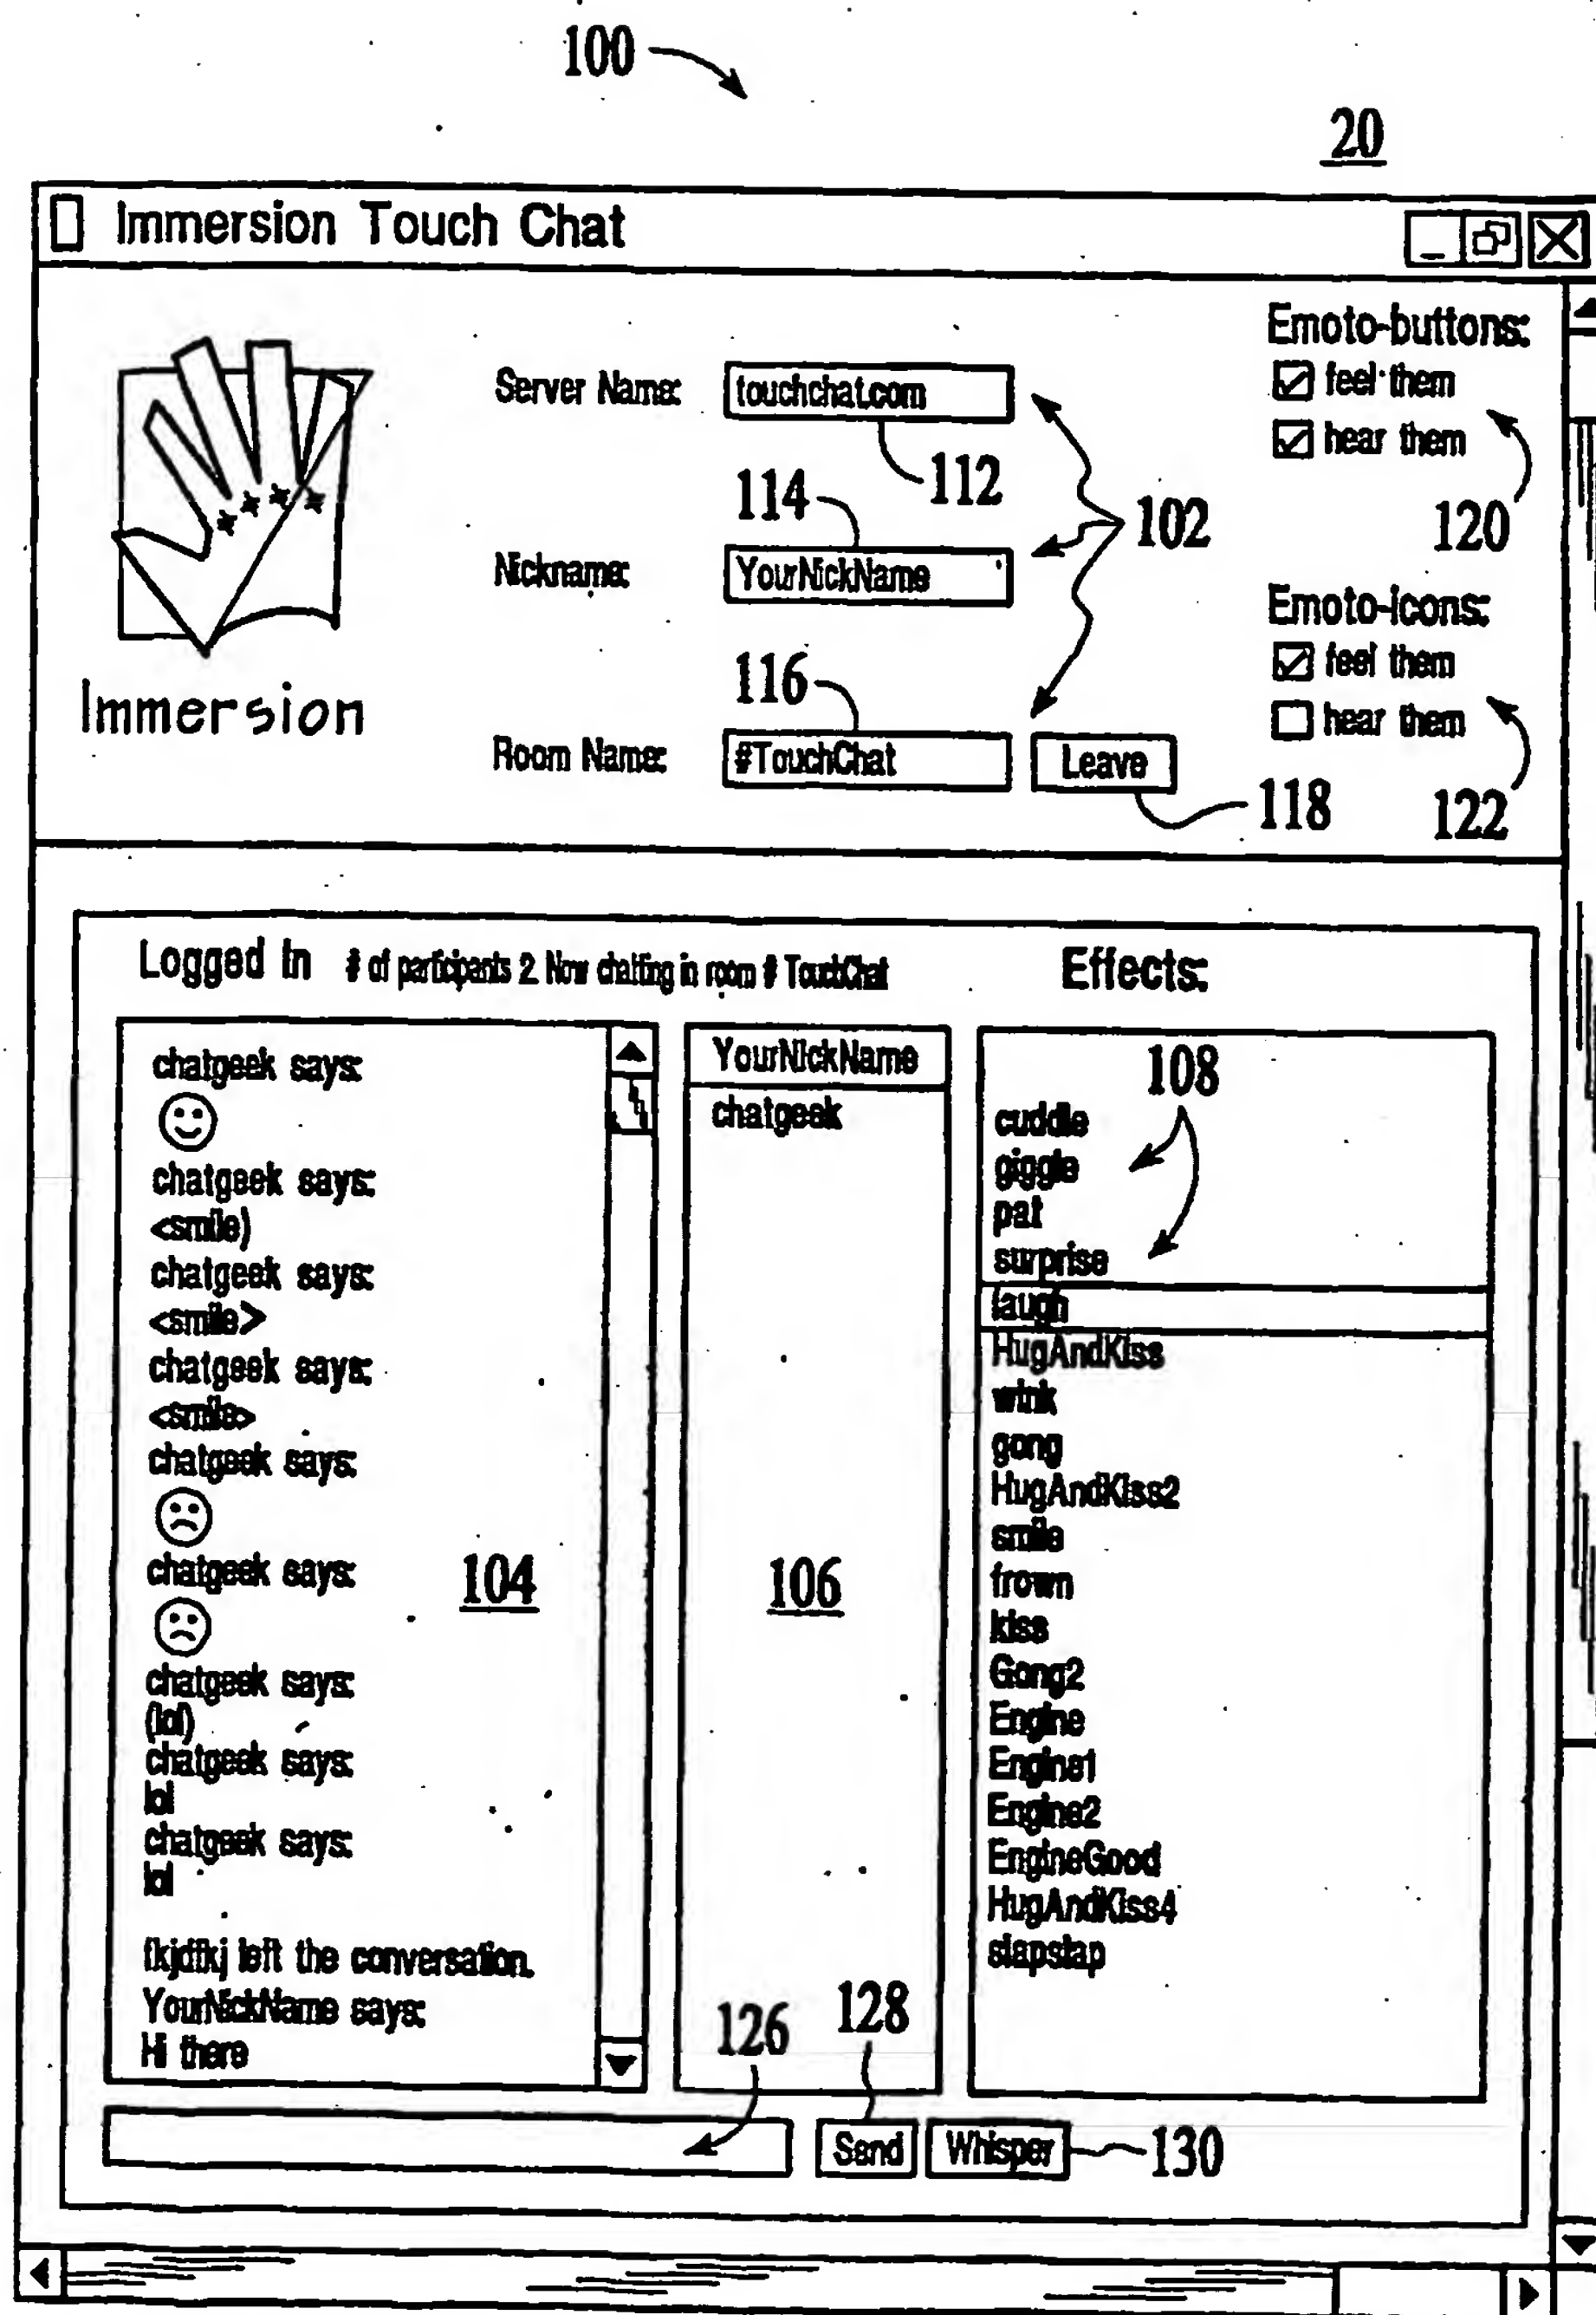 100
20
Immersion Touch Chat
Emoto-buttons:
Server Name: touchchat.com
feel them
hear them
112
114
102
120
Nickname: YourNickName
Emoto-icons:
feel them
116
hear them
Immersion
Room Name: #TouchChat Leave
118
122
Logged In # of participants 2. Now chatting in room # TouchChat
Effects:
chatgeek says:
chatgeek says:
<smile)
chatgeek says:
<smile>
chatgeek says:
<smile>
chatgeek says:
chatgeek says:
104
chatgeek says:
(lol)
chatgeek says:
lol
chatgeek says:
lol
fkjdfkj left the conversation.
YourNickName says:
Hi there
YourNickName
chatgeek
106
108
cuddle
giggle
pat
surprise
laugh
HugAndKiss
wink
gong
HugAndKiss2
smile
frown
kiss
Gong2
Engine
Engine1
Engine2
EngineGood
HugAndKiss4
slapslap
126
128
Send Whisper
130